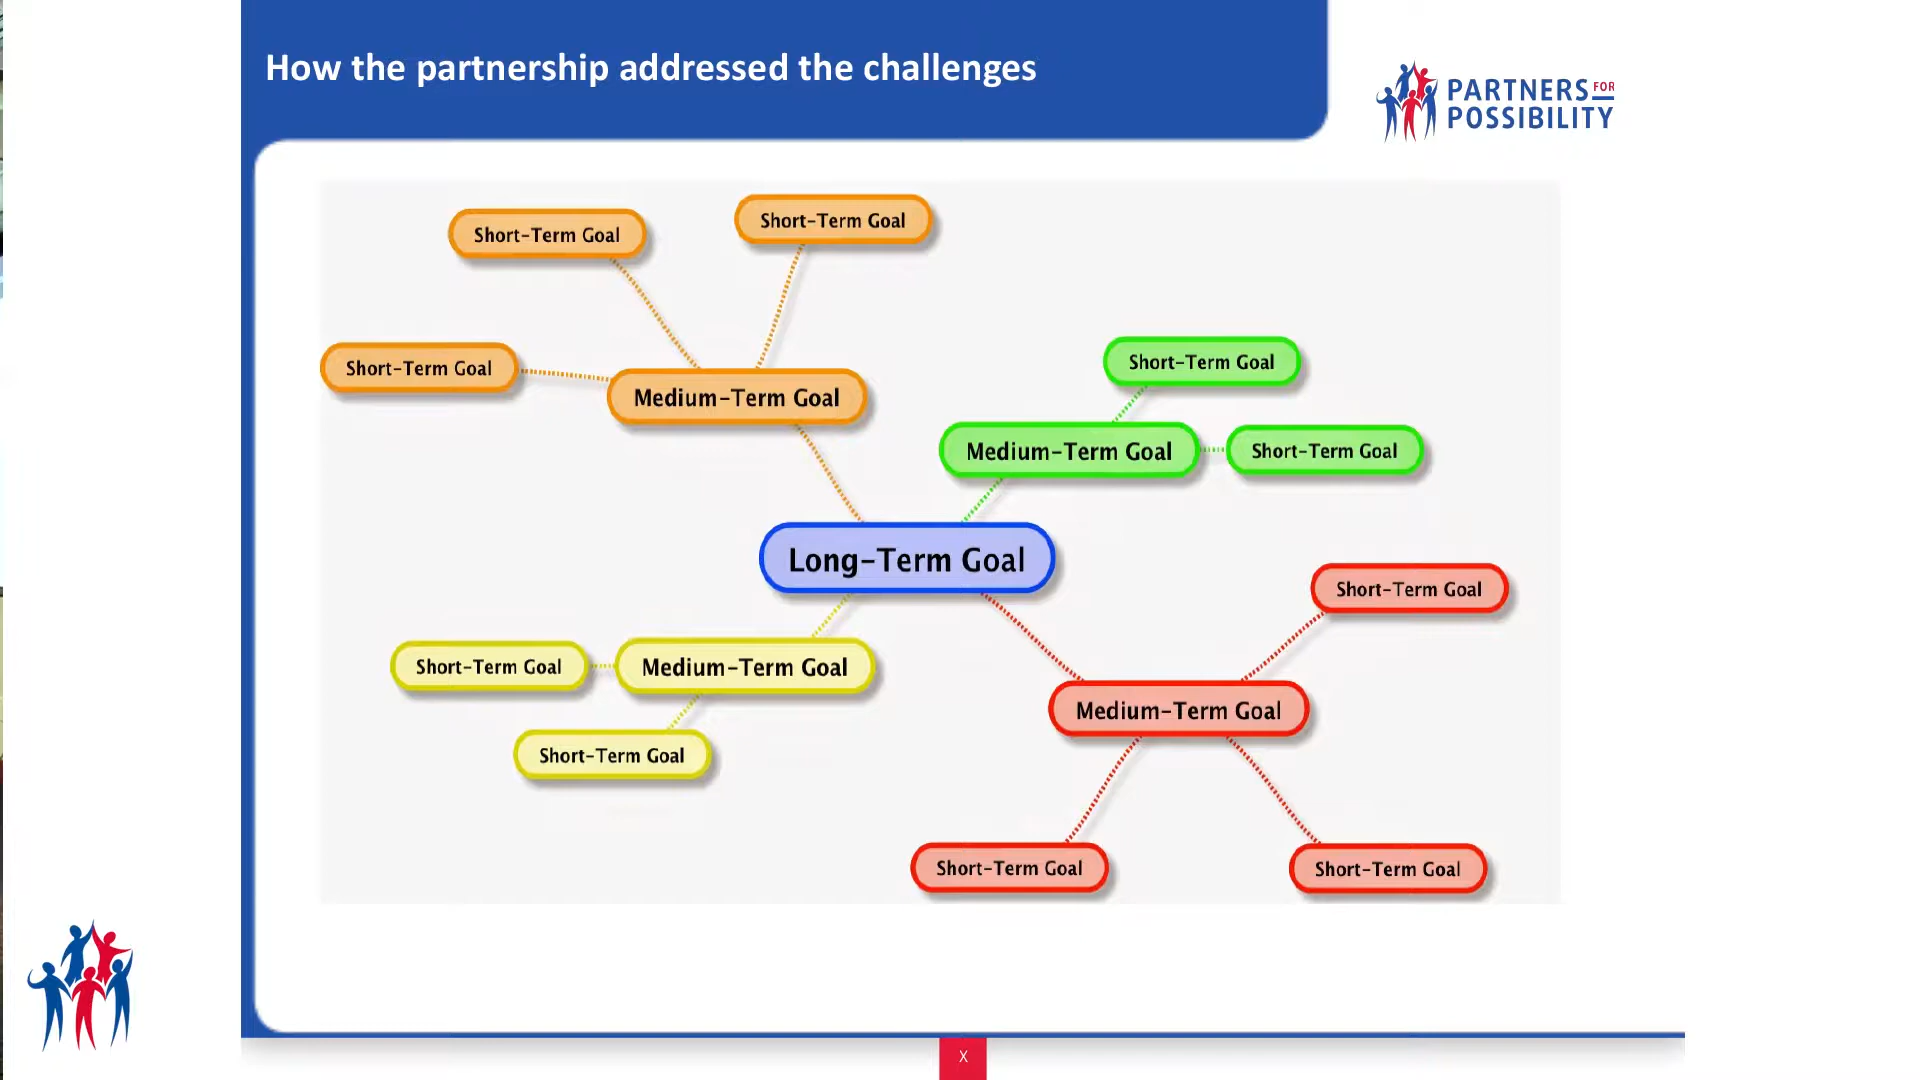 How the partnership addressed the challenges
PARTNERS FOR
POSSIBILITY
Short-Term Goal
Short-Term Goal
Short-Term Goal
Medium-Term Goal
Short-Term Goal
Medium-Term Goal
Short-Term Goal
Long-Term Goal
Short-Term Goal
Short-Term Goal
Medium-Term Goal
Medium-Term Goal
Short-Term Goal
Short-Term Goal
Short-Term Goal
X